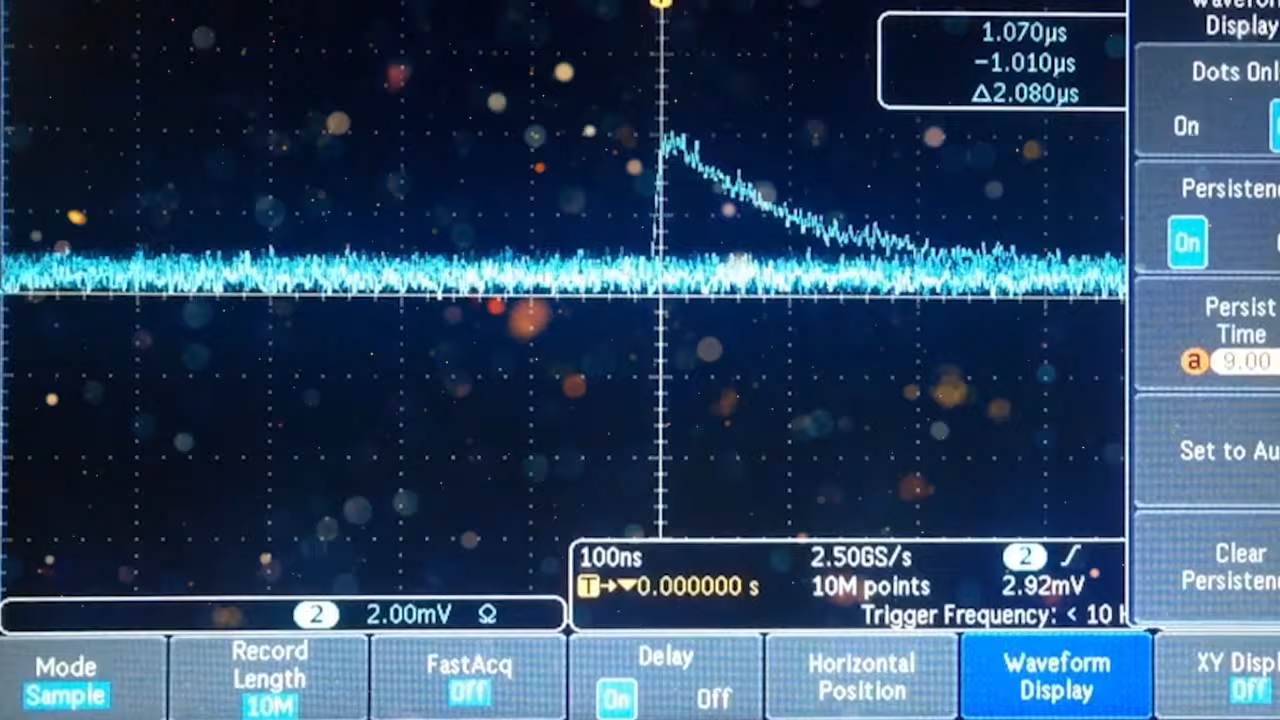 1.070µs
-1.010µs
Δ2.080µs
Display
Dots Onl
On
Persistenc
On
Persist
Time
a 9.00
Set to Au
Clear
Persistenc
100ns
2.50GS/s
2
T→▼0.000000 s
10M points
2.92mV
Trigger Frequency: < 10 H
2 2.00mV Ω
Mode
Sample
Record
Length
10M
FastAcq
Off
Delay
On Off
Horizontal
Position
Waveform
Display
XY Displ
Off